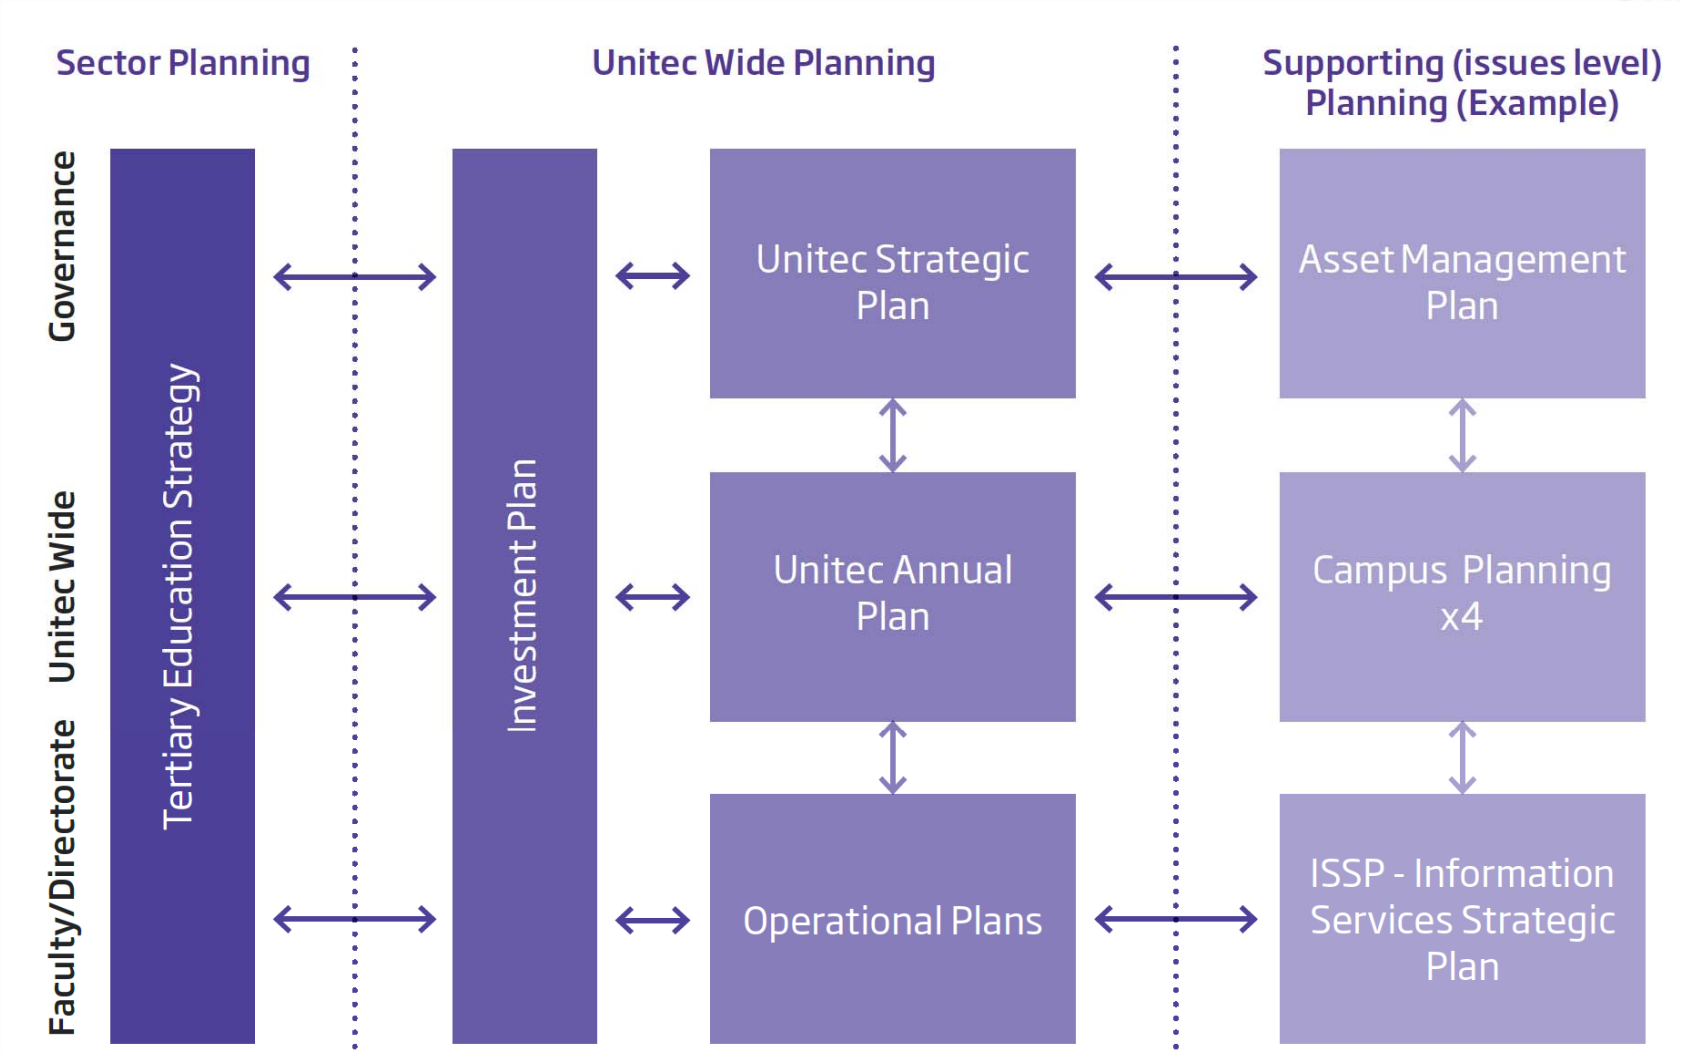 Sector Planning
Unitec Wide Planning
Supporting (issues level)
Planning (Example)
Governance
Unitec Wide
Faculty/Directorate
Tertiary Education Strategy
Investment Plan
Unitec Strategic
Plan
Asset Management
Plan
Unitec Annual
Plan
Campus Planning
x4
Operational Plans
ISSP - Information
Services Strategic
Plan